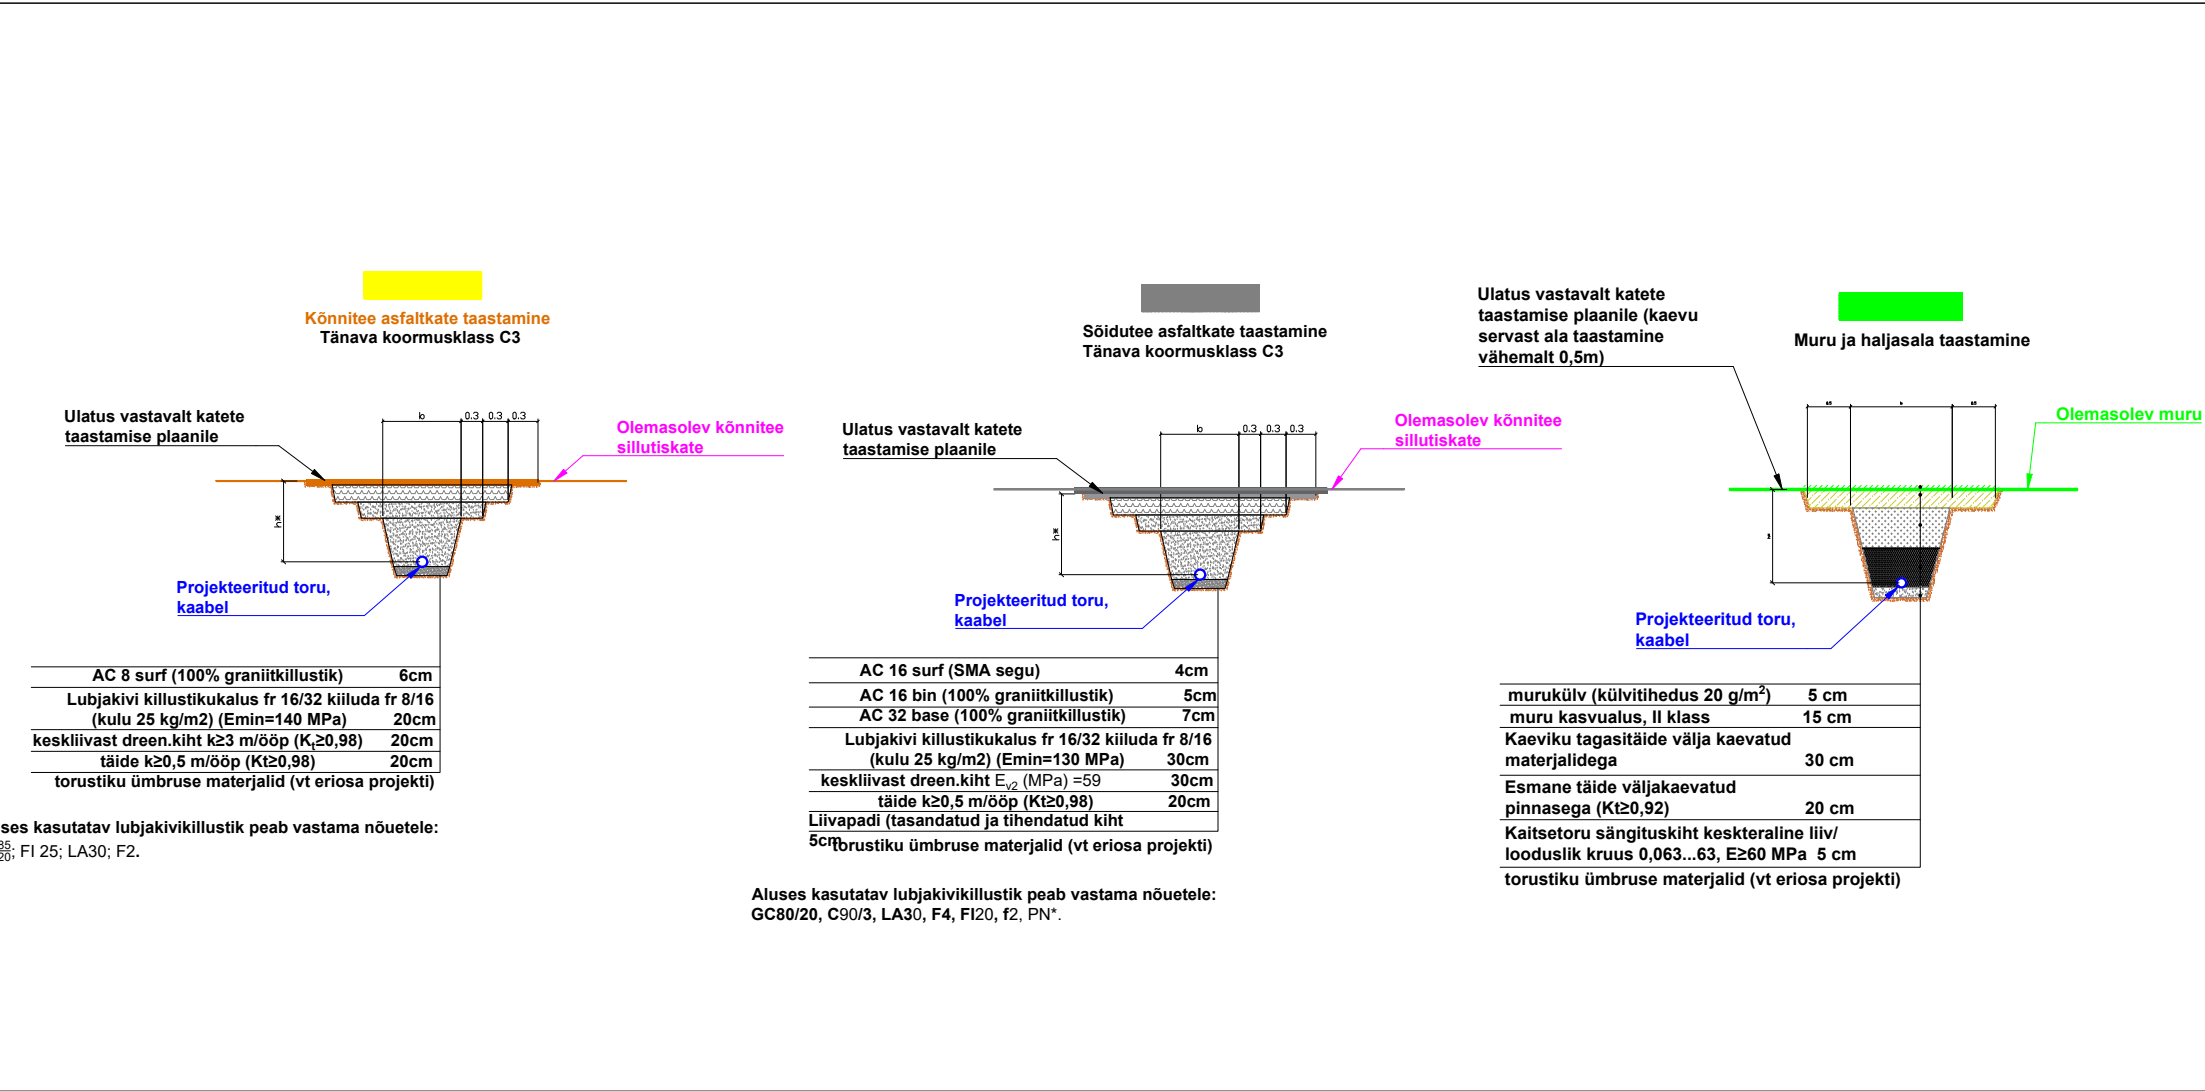 Kõnnitee asfaltkate taastamine
Tänava koormusklass C3
Ulatus vastavalt katete
taastamise plaanile
b
0.3
0.3
0.3
Olemasolev kõnnitee
sillutiskate
h*
Projekteeritud toru,
kaabel
AC 8 surf (100% graniitkillustik) 6cm
Lubjakivi killustikukalus fr 16/32 kiiluda fr 8/16
(kulu 25 kg/m2) (Emin=140 MPa) 20cm
keskliivast dreen.kiht k≥3 m/ööp (Kt≥0,98) 20cm
täide k≥0,5 m/ööp (Kt≥0,98) 20cm
torustiku ümbruse materjalid (vt eriosa projekti)
ses kasutatav lubjakivikillustik peab vastama nõuetele:
; FI 25; LA30; F2.
Sõidutee asfaltkate taastamine
Tänava koormusklass C3
Ulatus vastavalt katete
taastamise plaanile
b
0.3
0.3
0.3
Olemasolev kõnnitee
sillutiskate
h*
Projekteeritud toru,
kaabel
AC 16 surf (SMA segu) 4cm
AC 16 bin (100% graniitkillustik) 5cm
AC 32 base (100% graniitkillustik) 7cm
Lubjakivi killustikukalus fr 16/32 kiiluda fr 8/16
(kulu 25 kg/m2) (Emin=130 MPa) 30cm
keskliivast dreen.kiht Ev2 (MPa) =59 30cm
täide k≥0,5 m/ööp (Kt≥0,98) 20cm
Liivapadi (tasandatud ja tihendatud kiht
5cm
torustiku ümbruse materjalid (vt eriosa projekti)
Aluses kasutatav lubjakivikillustik peab vastama nõuetele:
GC80/20, C90/3, LA30, F4, FI20, f2, PN*.
Ulatus vastavalt katete
taastamise plaanile (kaevu
servast ala taastamine
vähemalt 0,5m)
Muru ja haljasala taastamine
Olemasolev muru
Projekteeritud toru,
kaabel
murukülv (külvitihedus 20 g/m²) 5 cm
muru kasvualus, II klass 15 cm
Kaeviku tagasitäide välja kaevatud
materjalidega 30 cm
Esmane täide väljakaevatud
pinnasega (Kt≥0,92) 20 cm
Kaitsetoru sängituskiht keskteraline liiv/
looduslik kruus 0,063...63, E≥60 MPa 5 cm
torustiku ümbruse materjalid (vt eriosa projekti)